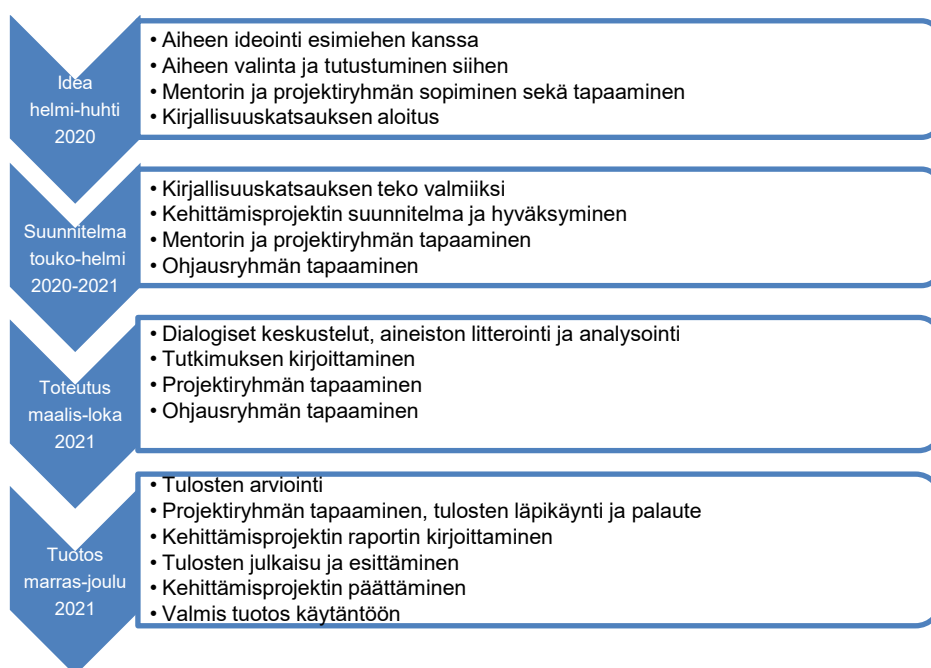 Idea
helmi-huhti
2020
• Aiheen ideointi esimiehen kanssa
• Aiheen valinta ja tutustuminen siihen
• Mentorin ja projektiryhmän sopiminen sekä tapaaminen
• Kirjallisuuskatsauksen aloitus
Suunnitelma
touko-helmi
2020-2021
• Kirjallisuuskatsauksen teko valmiiksi
• Kehittämisprojektin suunnitelma ja hyväksyminen
• Mentorin ja projektiryhmän tapaaminen
• Ohjausryhmän tapaaminen
Toteutus
maalis-loka
2021
• Dialogiset keskustelut, aineiston litterointi ja analysointi
• Tutkimuksen kirjoittaminen
• Projektiryhmän tapaaminen
• Ohjausryhmän tapaaminen
Tuotos
marras-joulu
2021
• Tulosten arviointi
• Projektiryhmän tapaaminen, tulosten läpikäynti ja palaute
• Kehittämisprojektin raportin kirjoittaminen
• Tulosten julkaisu ja esittäminen
• Kehittämisprojektin päättäminen
• Valmis tuotos käytäntöön